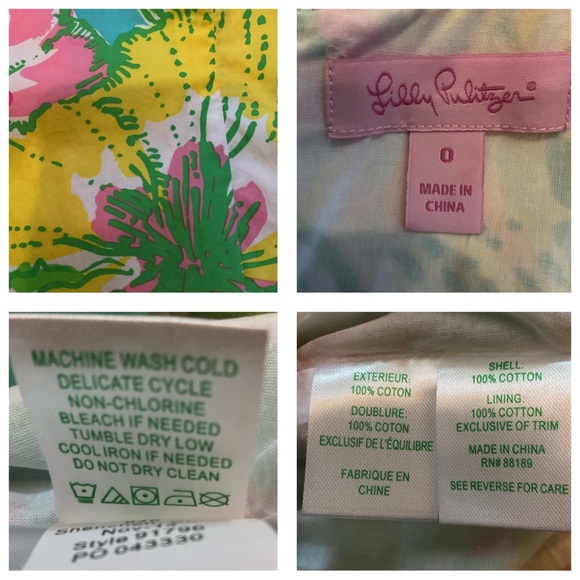 Lilly Pulitzer®
0
MADE IN
CHINA
MACHINE WASH COLD
DELICATE CYCLE
NON-CHLORINE
BLEACH IF NEEDED
TUMBLE DRY LOW
COOL IRON IF NEEDED
DO NOT DRY CLEAN
Style 91796
PO 043330
EXTERIEUR:
100% COTON
DOUBLURE:
100% COTON
EXCLUSIF DE L'ÉQUILIBRE
FABRIQUE EN
CHINE
SHELL:
100% COTTON
LINING:
100% COTTON
EXCLUSIVE OF TRIM
MADE IN CHINA
RN# 88189
SEE REVERSE FOR CARE